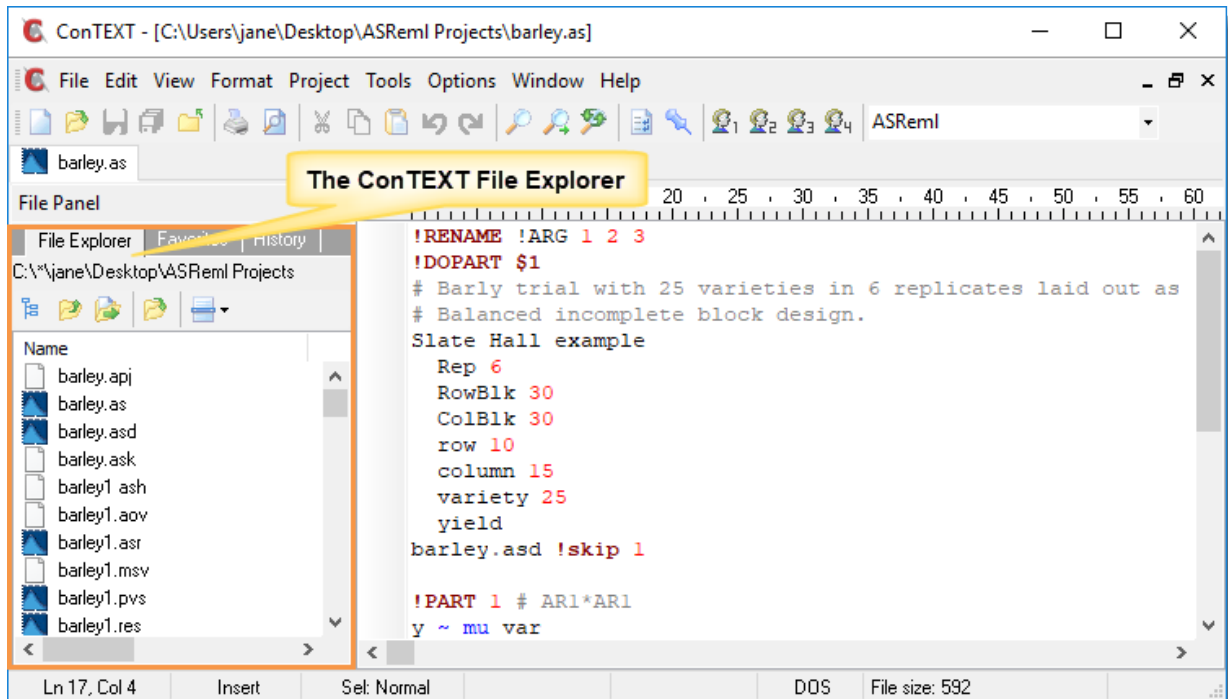 ConTEXT - [C:\Users\jane\Desktop\ASReml Projects\barley.as]
File Edit View Format Project Tools Options Window Help
1 2 3 4 ASReml
barley.as
The ConTEXT File Explorer
File Panel
20 25 30 35 40 45 50 55 60
File Explorer Favorites History
C:\*\jane\Desktop\ASReml Projects
Name
barley.apj
barley.as
barley.asd
barley.ask
barley1 ash
barley1.aov
barley1.asr
barley1.msv
barley1.pvs
barley1.res
!RENAME !ARG 1 2 3
!DOPART $1
# Barly trial with 25 varieties in 6 replicates laid out as
# Balanced incomplete block design.
Slate Hall example
Rep 6
RowBlk 30
ColBlk 30
row 10
column 15
variety 25
yield
barley.asd !skip 1
!PART 1 # AR1*AR1
y ~ mu var
Ln 17, Col 4 Insert Sel: Normal DOS File size: 592